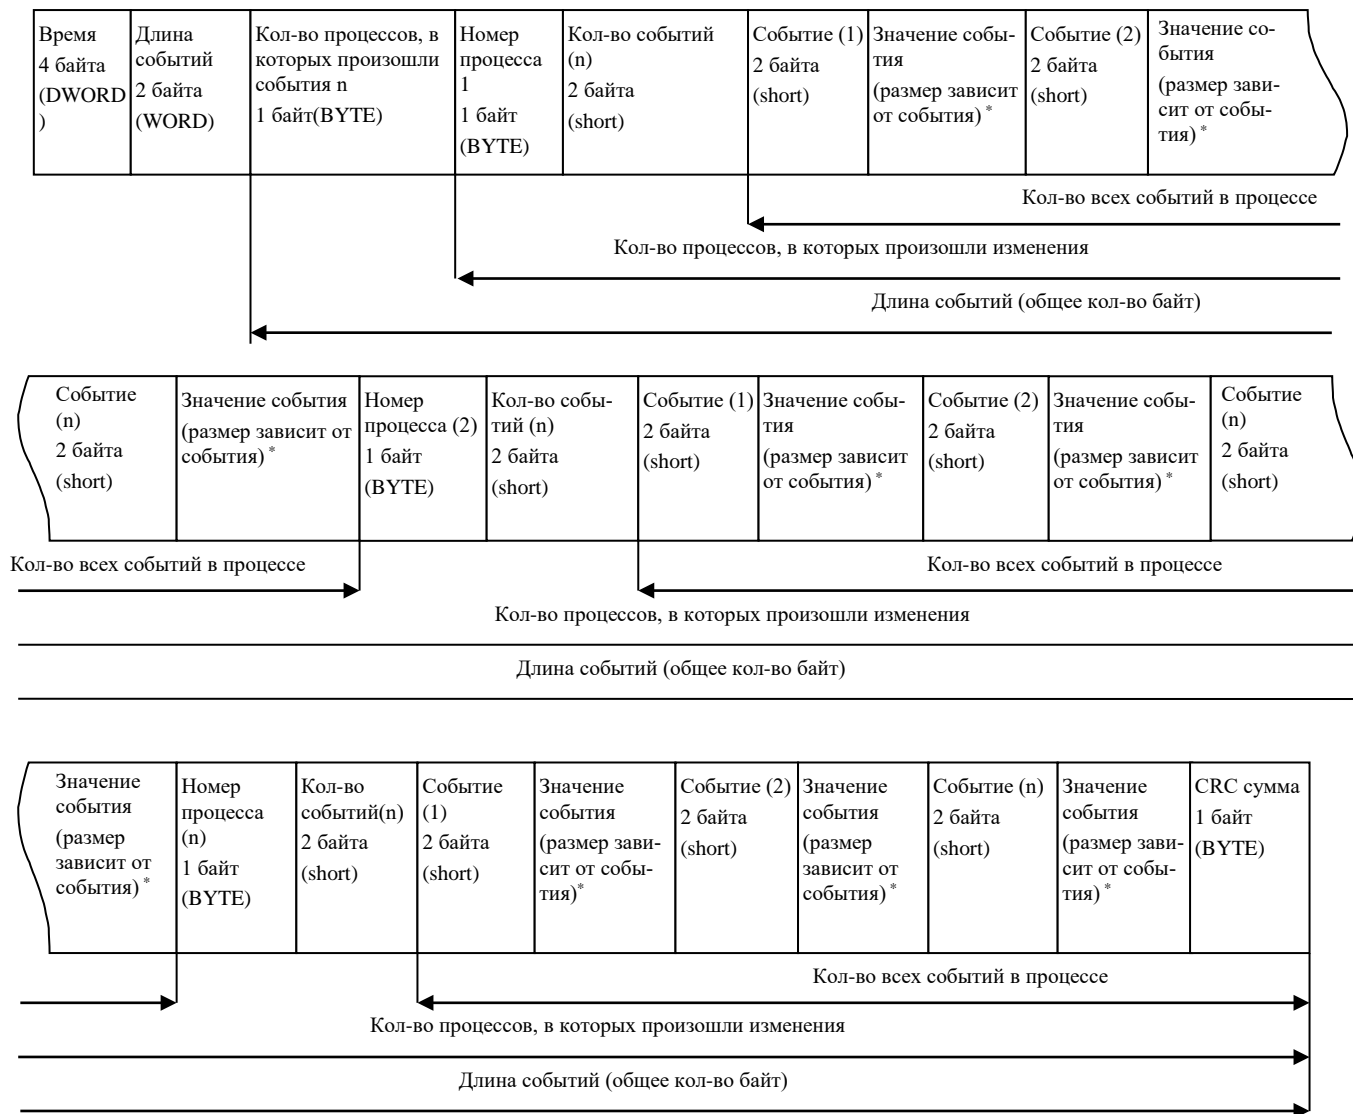 Время
4 байта
(DWORD
)
Длина
событий
2 байта
(WORD)
Кол-во процессов, в
которых произошли
события n
1 байт(BYTE)
Номер
процесса
1
1 байт
(BYTE)
Кол-во событий
(n)
2 байта
(short)
Событие (1)
2 байта
(short)
Значение собы-
тия
(размер зависит
от события) *
Событие (2)
2 байта
(short)
Значение со-
бытия
(размер зави-
сит от собы-
тия) *
Кол-во всех событий в процессе
Кол-во процессов, в которых произошли изменения
Длина событий (общее кол-во байт)
Событие
(n)
2 байта
(short)
Значение события
(размер зависит от
события) *
Номер
процесса (2)
1 байт
(BYTE)
Кол-во собы-
тий (n)
2 байта
(short)
Событие (1)
2 байта
(short)
Значение собы-
тия
(размер зависит
от события) *
Событие (2)
2 байта
(short)
Значение собы-
тия
(размер зависит
от события) *
Событие
(n)
2 байта
(short)
Кол-во всех событий в процессе
Кол-во всех событий в процессе
Кол-во процессов, в которых произошли изменения
Длина событий (общее кол-во байт)
Значение
события
(размер
зависит от
события) *
Номер
процесса
(n)
1 байт
(BYTE)
Кол-во
событий(n)
2 байта
(short)
Событие
(1)
2 байта
(short)
Значение
события
(размер зави-
сит от собы-
тия)*
Событие (2)
2 байта
(short)
Значение
события
(размер
зависит от
события) *
Событие (n)
2 байта
(short)
Значение
события
(размер зави-
сит от собы-
тия) *
CRC сумма
1 байт
(BYTE)
Кол-во всех событий в процессе
Кол-во процессов, в которых произошли изменения
Длина событий (общее кол-во байт)